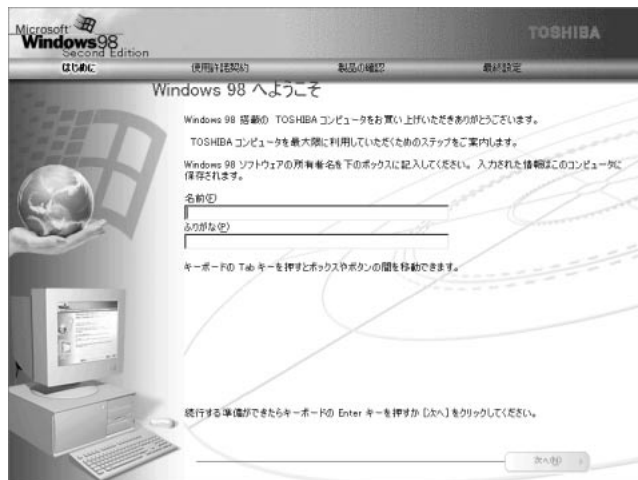 Microsoft
Windows98
Second Edition
TOSHIBA
はじめに 使用許諾契約 製品の確認 最終設定
Windows 98 へようこそ
Windows 98 搭載の TOSHIBA コンピュータをお買い上げいただきありがとうございます。
TOSHIBA コンピュータを最大限に利用していただくためのステップをご案内します。
Windows 98 ソフトウェアの所有者名を下のボックスに記入してください。 入力された情報はこのコンピュータに
保存されます。
名前(E)
ふりがな(P)
キーボードの Tab キーを押すとボックスやボタンの間を移動できます。
続行する準備ができたらキーボードの Enter キーを押すか [次へ] をクリックしてください。
次へ(N)